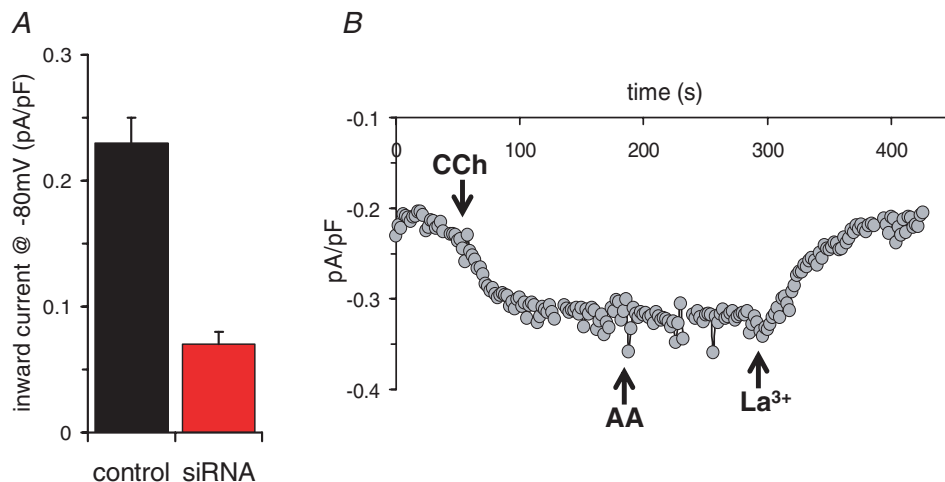 A
inward current @ -80mV (pA/pF)
0.3
0.2
0.1
0
control siRNA
B
time (s)
pA/pF
-0.1
-0.2
-0.3
-0.4
0 100 200 300 400
CCh
AA
La³⁺